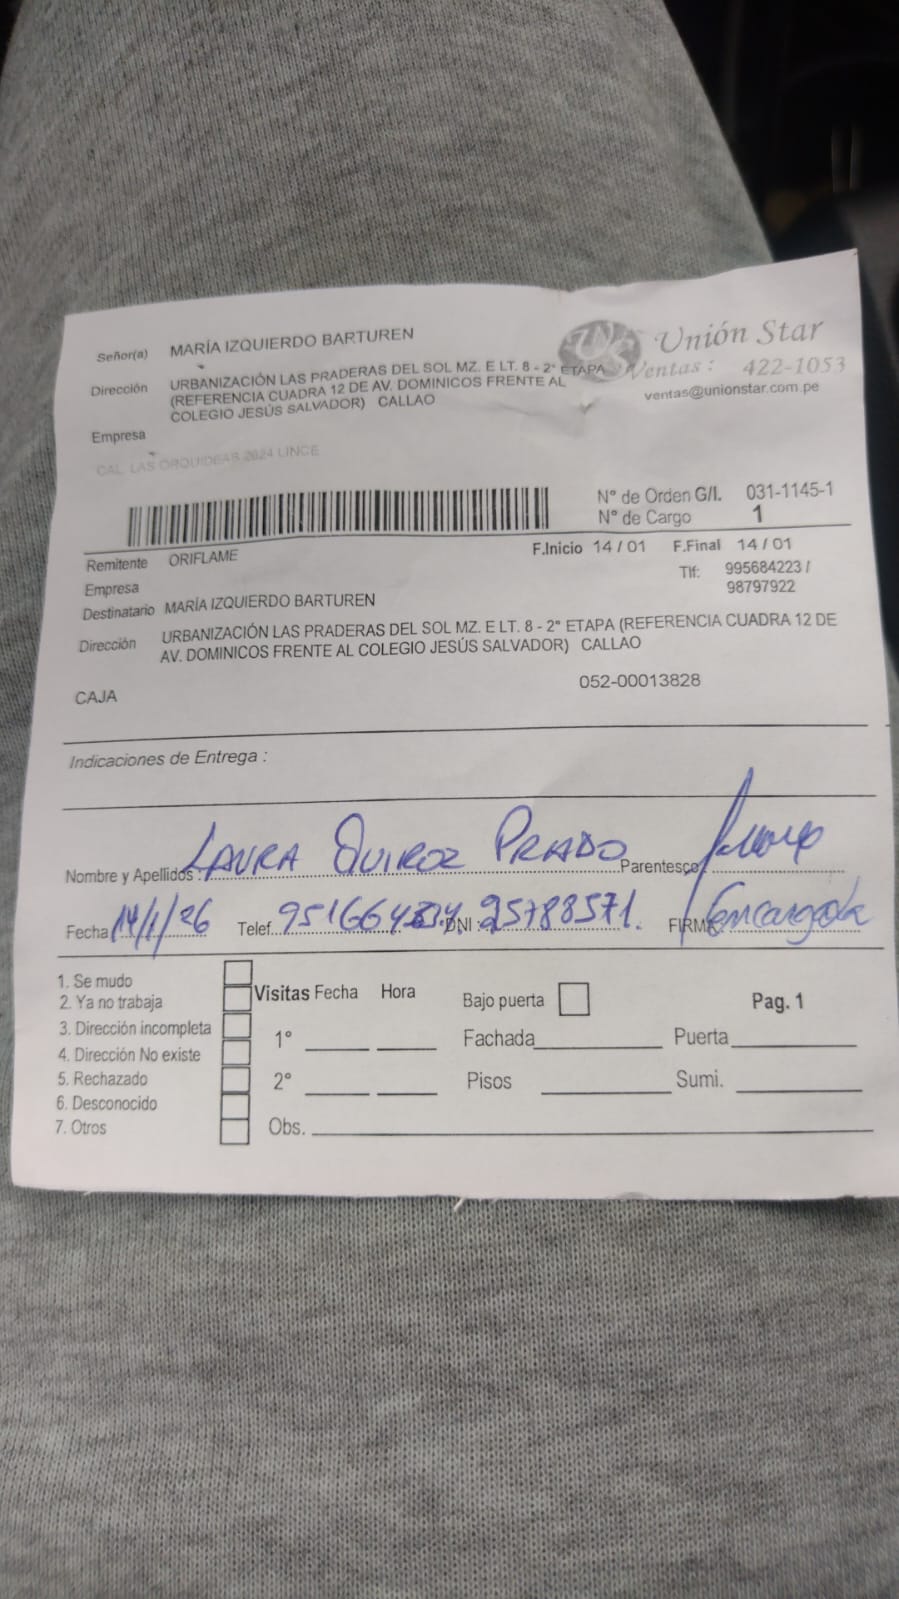 Señor(a) MARÍA IZQUIERDO BARTUREN
Unión Star
Dirección URBANIZACIÓN LAS PRADERAS DEL SOL MZ. E LT. 8 - 2° ETAPA
Ventas : 422-1053
(REFERENCIA CUADRA 12 DE AV. DOMINICOS FRENTE AL
ventas@unionstar.com.pe
COLEGIO JESÚS SALVADOR) CALLAO
Empresa
CAL. LAS ORQUIDEAS 2624 LINCE
N° de Orden G/I. 031-1145-1
N° de Cargo 1
Remitente ORIFLAME
F.Inicio 14 / 01 F.Final 14 / 01
Empresa
Tlf: 995684223 /
98797922
Destinatario MARÍA IZQUIERDO BARTUREN
Dirección URBANIZACIÓN LAS PRADERAS DEL SOL MZ. E LT. 8 - 2° ETAPA (REFERENCIA CUADRA 12 DE
AV. DOMINICOS FRENTE AL COLEGIO JESÚS SALVADOR) CALLAO
CAJA 052-00013828
Indicaciones de Entrega :
Nombre y Apellidos : LAURA QUIROZ PRADO Parentesco
Fecha 14/1/26 Telef. DNI : 25788571. FIRMA Encargada
1. Se mudo
2. Ya no trabaja
3. Dirección incompleta
4. Dirección No existe
5. Rechazado
6. Desconocido
7. Otros
Visitas Fecha Hora
Bajo puerta
Pag. 1
1°
Fachada Puerta
2°
Pisos Sumi.
Obs.